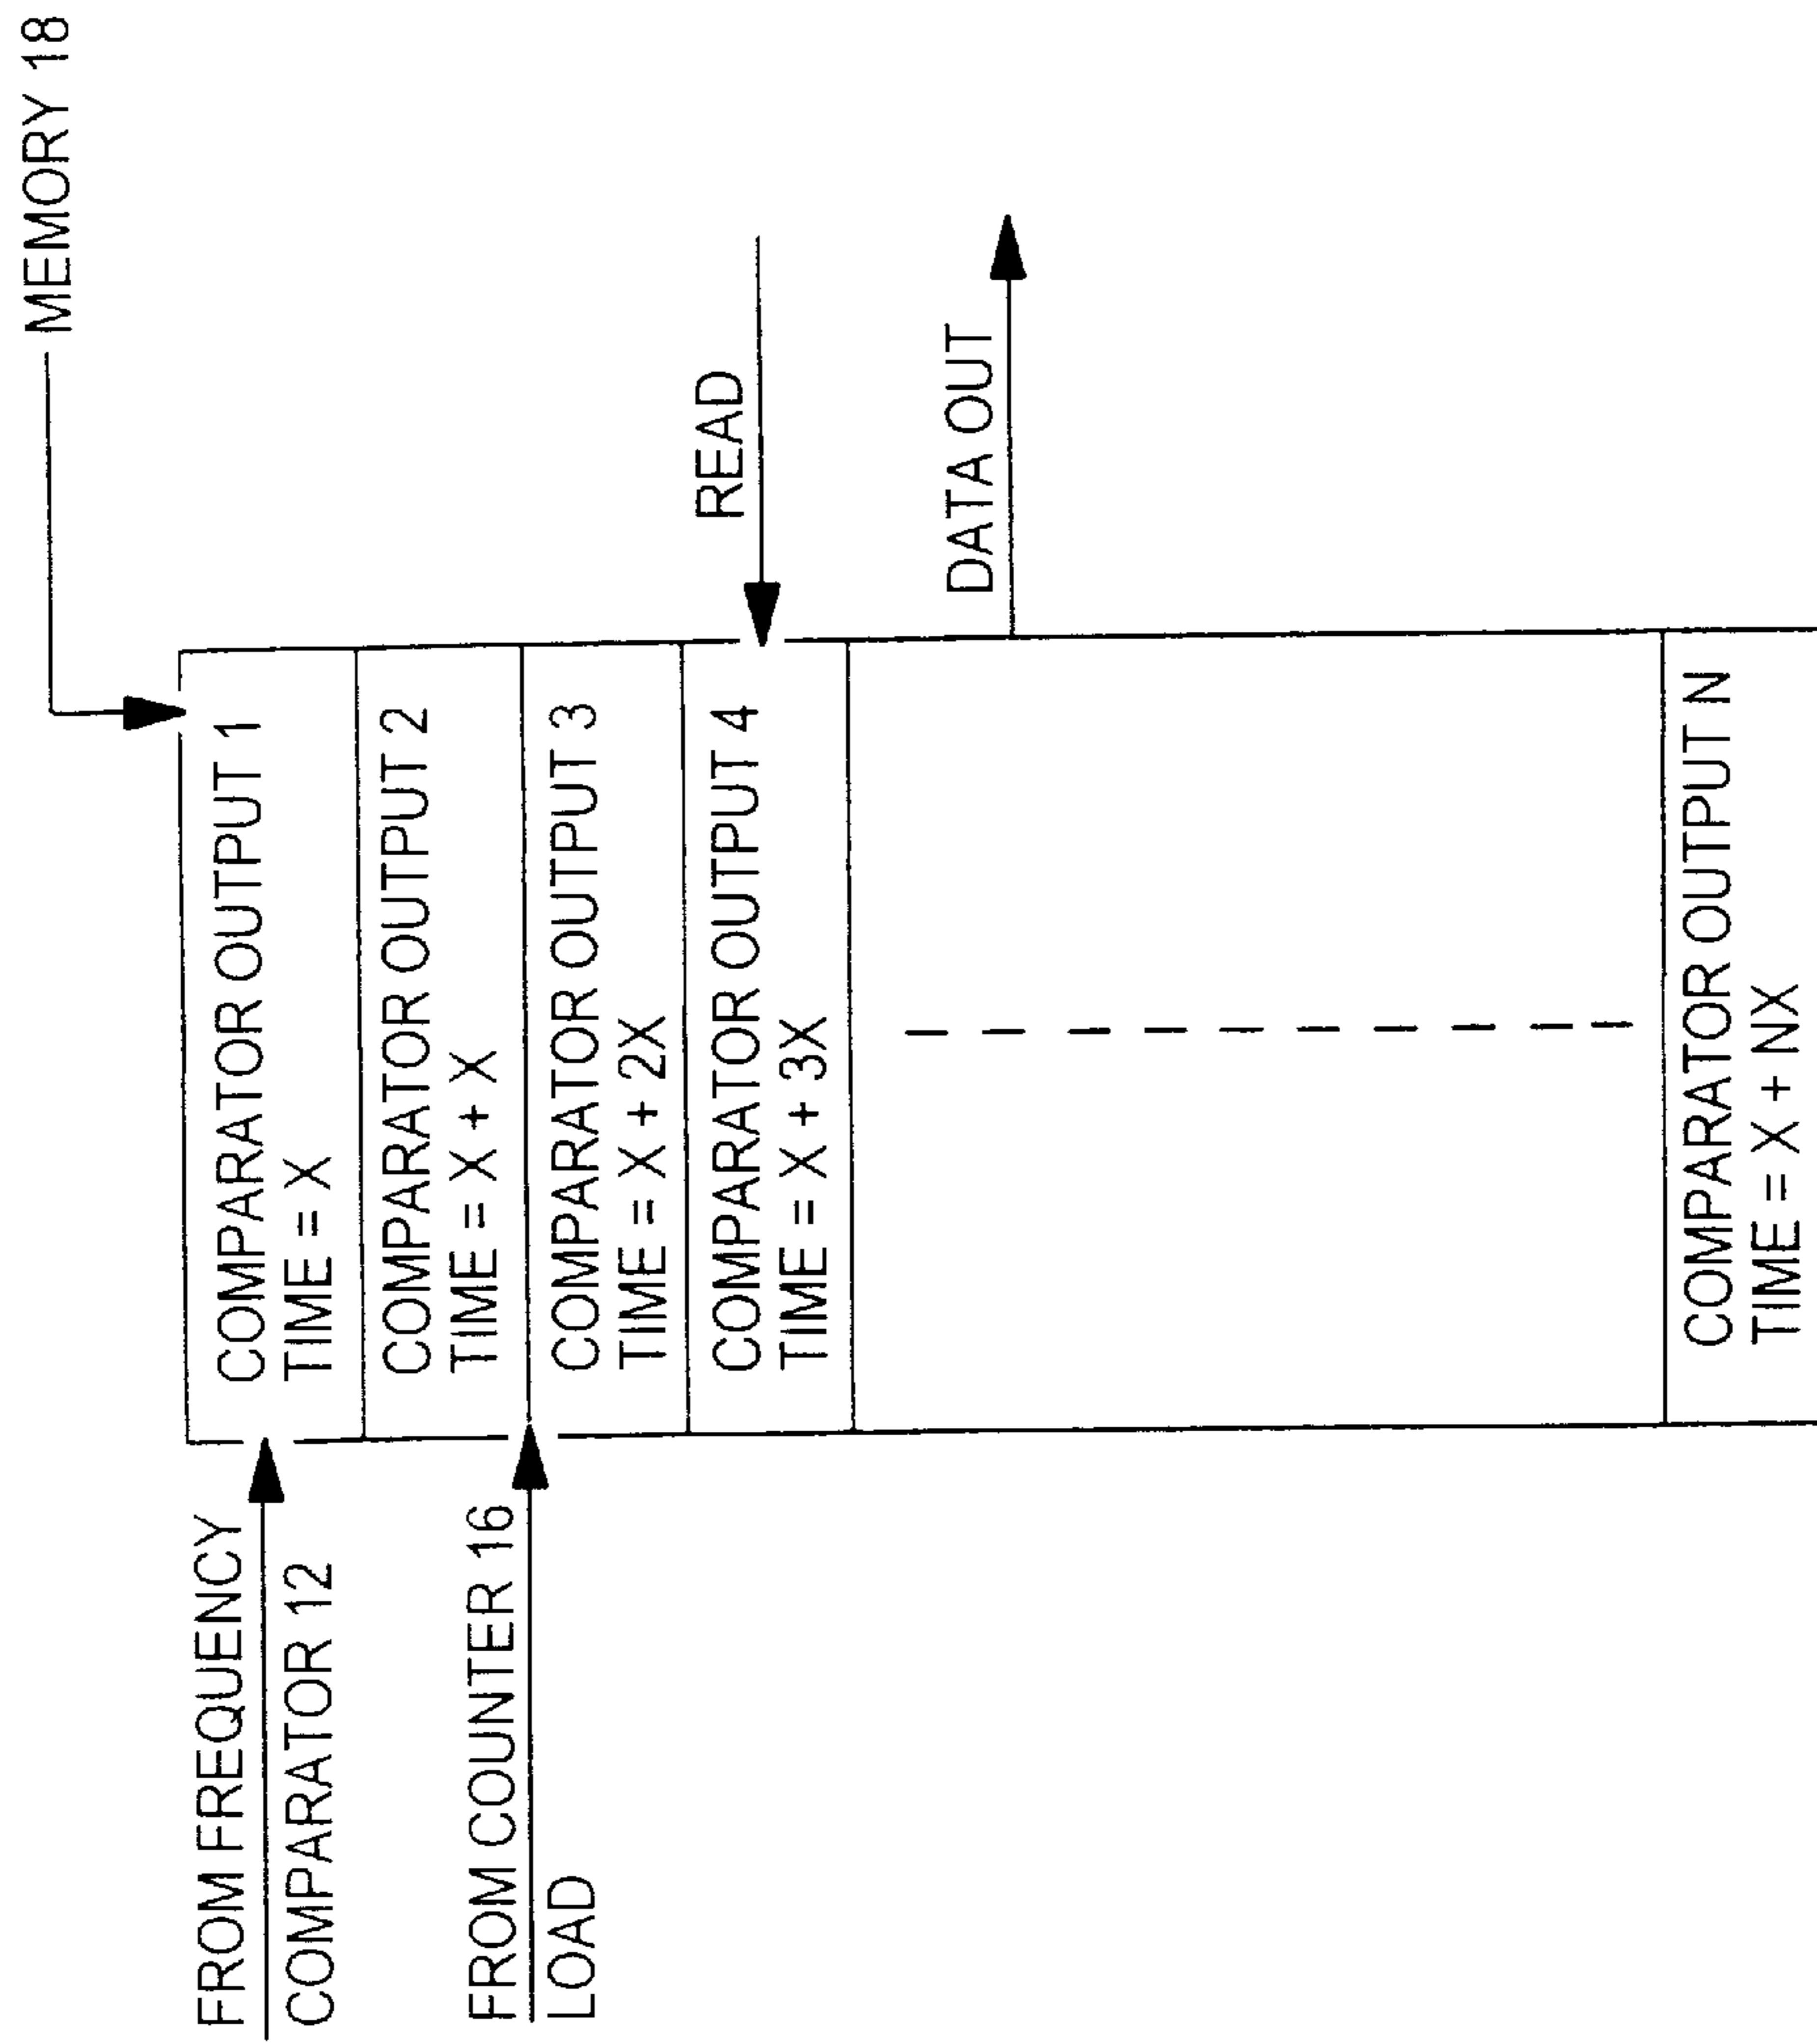 MEMORY 18
FROM FREQUENCY
COMPARATOR 12
FROM COUNTER 16
LOAD
COMPARATOR OUTPUT 1
TIME = X
COMPARATOR OUTPUT 2
TIME = X + X
COMPARATOR OUTPUT 3
TIME = X + 2X
COMPARATOR OUTPUT 4
TIME = X + 3X
COMPARATOR OUTPUT N
TIME = X + NX
READ
DATA OUT